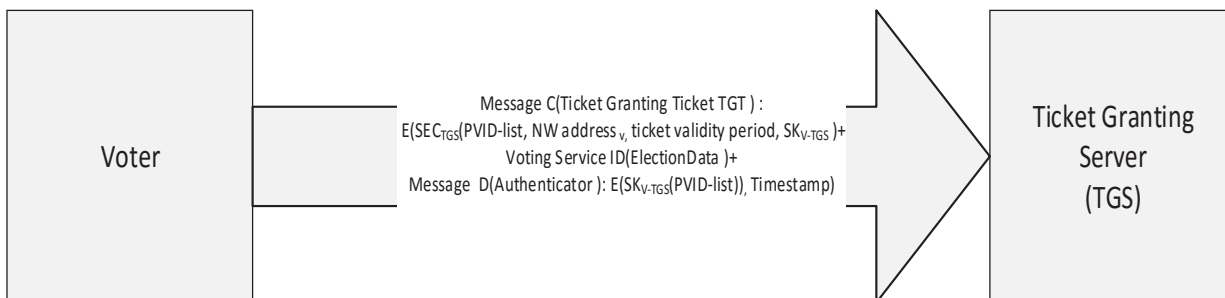 Voter
Message C(Ticket Granting Ticket TGT ) :
E(SECTGS(PVID-list, NW address v, ticket validity period, SKV-TGS )+
Voting Service ID(ElectionData )+
Message D(Authenticator ): E(SKV-TGS(PVID-list)), Timestamp)
Ticket Granting
Server
(TGS)